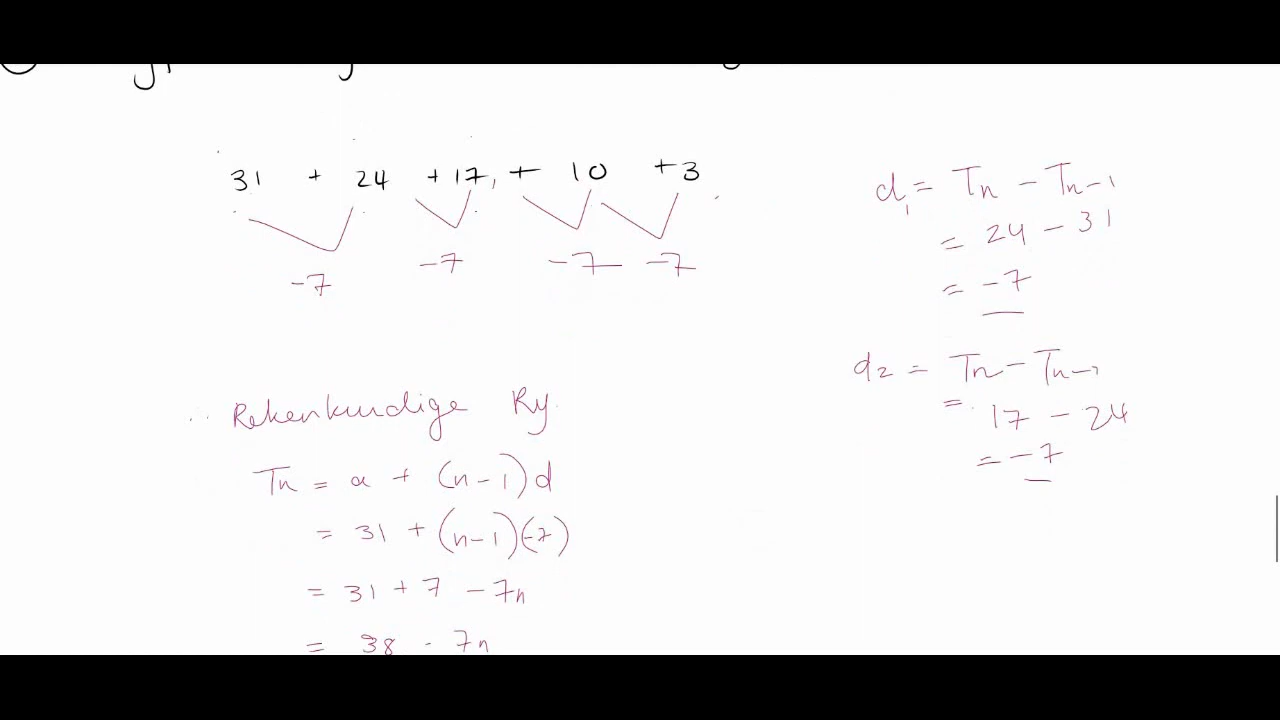 31 + 24 + 17, + 10 + 3
-7 -7 -7 -7
∴ Rekenkundige Ry
Tn = a + (n-1)d
= 31 + (n-1)(-7)
= 31 + 7 - 7n
= 38 - 7n
d1 = Tn - Tn-1
= 24 - 31
= -7
d2 = Tn - Tn-1
= 17 - 24
= -7